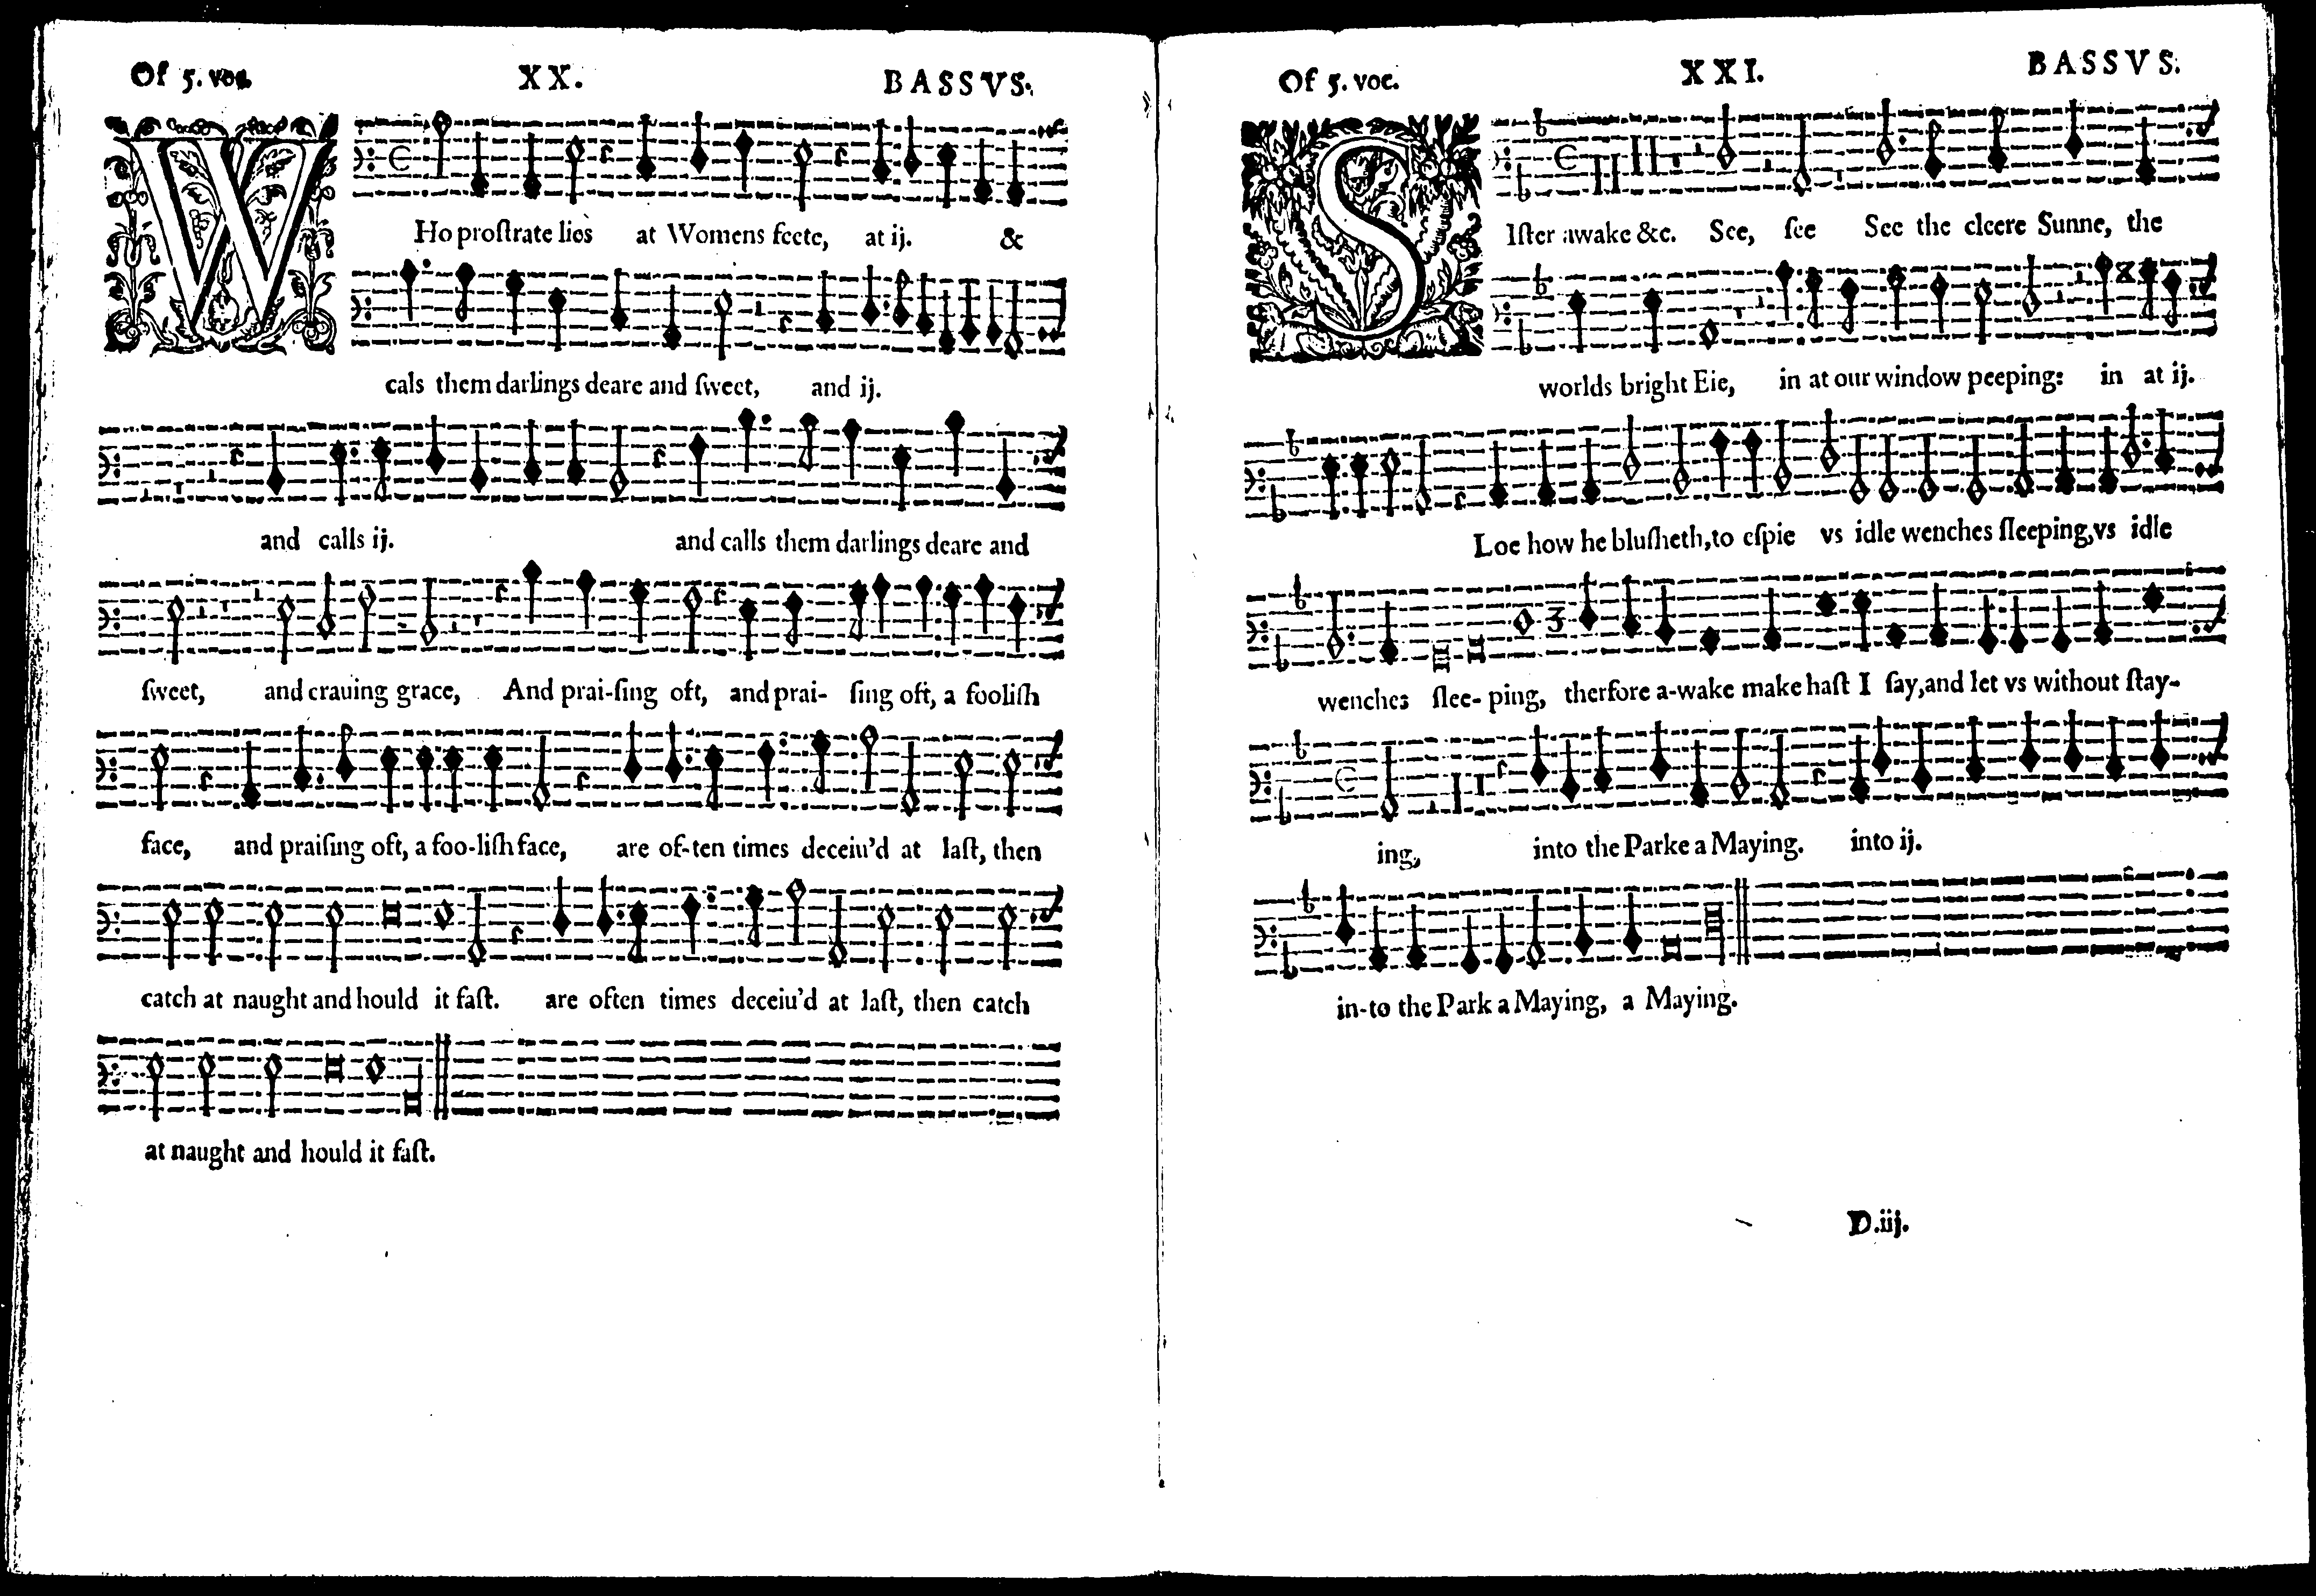 Of 5. voc. XX. BASSVS.
WHo proſtrate lies at Womens feete, at ij. &
cals them darlings deare and ſweet, and ij.
and calls ij. and calls them darlings deare and
ſweet, and crauing grace, And prai-ſing oft, and prai- ſing oft, a fooliſh
face, and praiſing oft, a foo-liſh face, are of-ten times deceiu'd at laſt, then
catch at naught and hould it faſt. are often times deceiu'd at laſt, then catch
at naught and hould it faſt.
Of 5. voc. XXI. BASSVS.
SIſter awake &c. See, ſee See the cleere Sunne, the
worlds bright Eie, in at our window peeping: in at ij.
Loe how he bluſheth,to eſpie vs idle wenches ſleeping,vs idle
wenches ſlee- ping, therfore a-wake make haſt I ſay,and let vs without ſtay-
ing, into the Parke a Maying. into ij.
in-to the Park a Maying, a Maying.
D.iij.